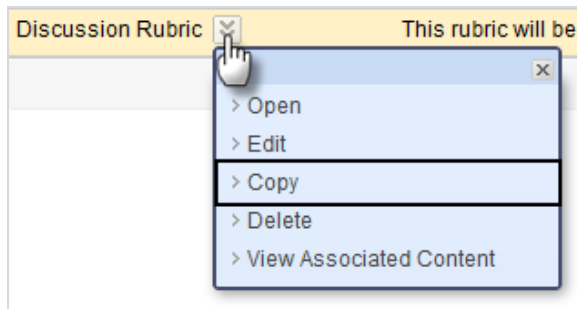 Discussion Rubric This rubric will be
> Open
> Edit
> Copy
> Delete
> View Associated Content